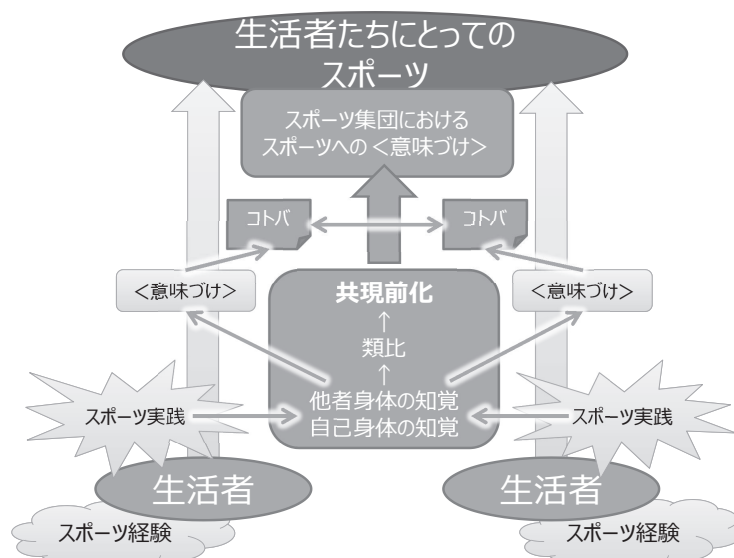 生活者たちにとっての
スポーツ
スポーツ集団における
スポーツへの＜意味づけ＞
コトバ
コトバ
＜意味づけ＞
共現前化
＜意味づけ＞
↑
類比
↑
スポーツ実践
他者身体の知覚
自己身体の知覚
スポーツ実践
生活者
生活者
スポーツ経験
スポーツ経験